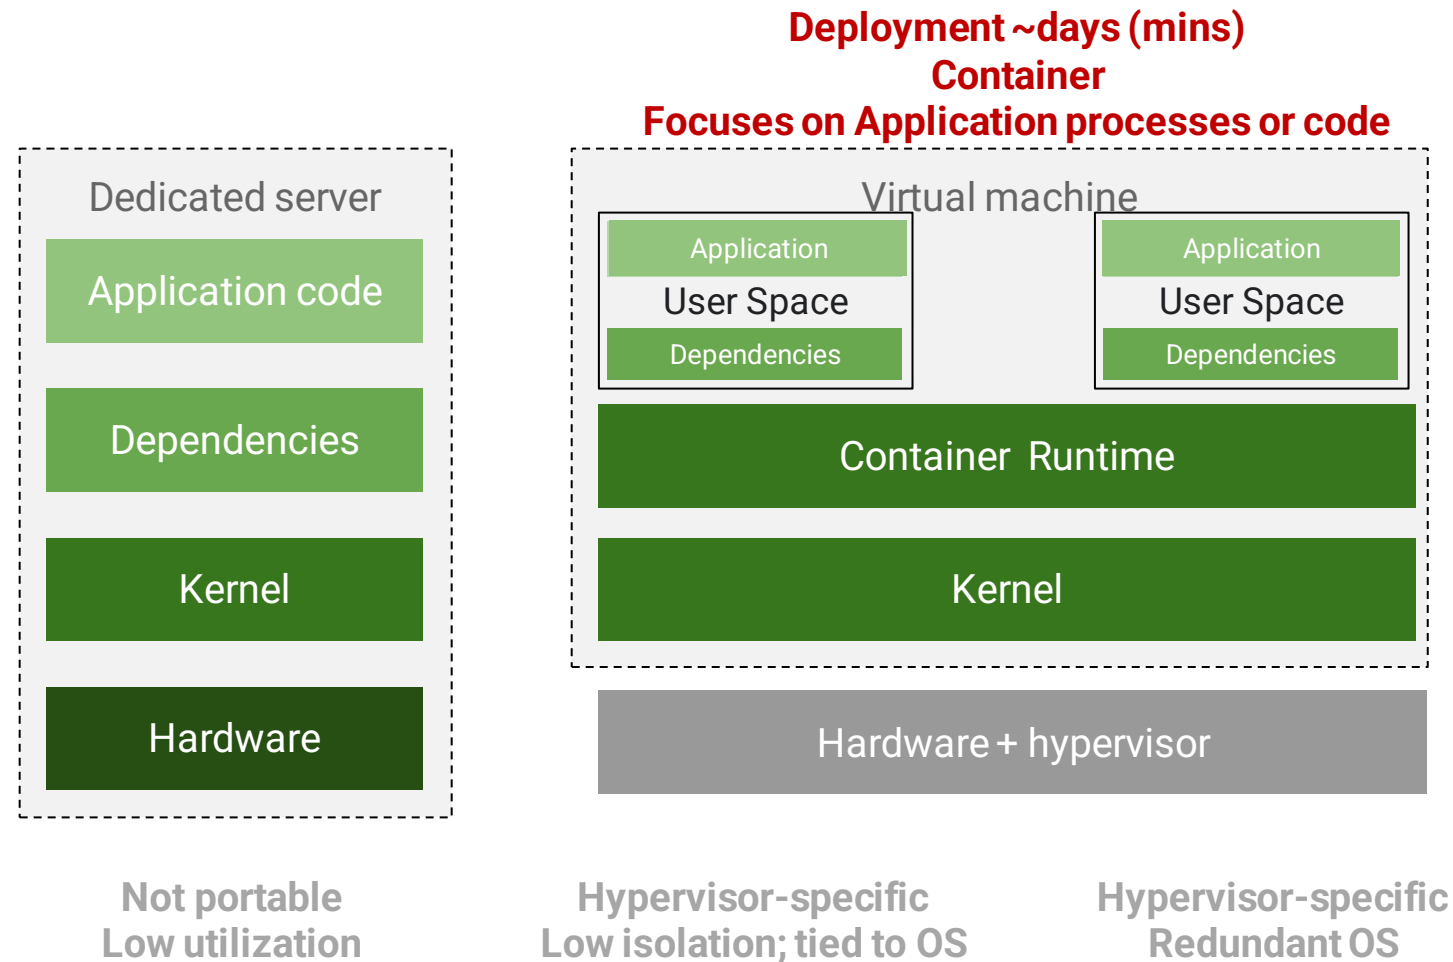 Deployment ~days (mins)
Container
Focuses on Application processes or code
Dedicated server
Application code
Dependencies
Kernel
Hardware
Virtual machine
Application
User Space
Dependencies
Application
User Space
Dependencies
Container Runtime
Kernel
Hardware + hypervisor
Not portable
Low utilization
Hypervisor-specific
Low isolation; tied to OS
Hypervisor-specific
Redundant OS